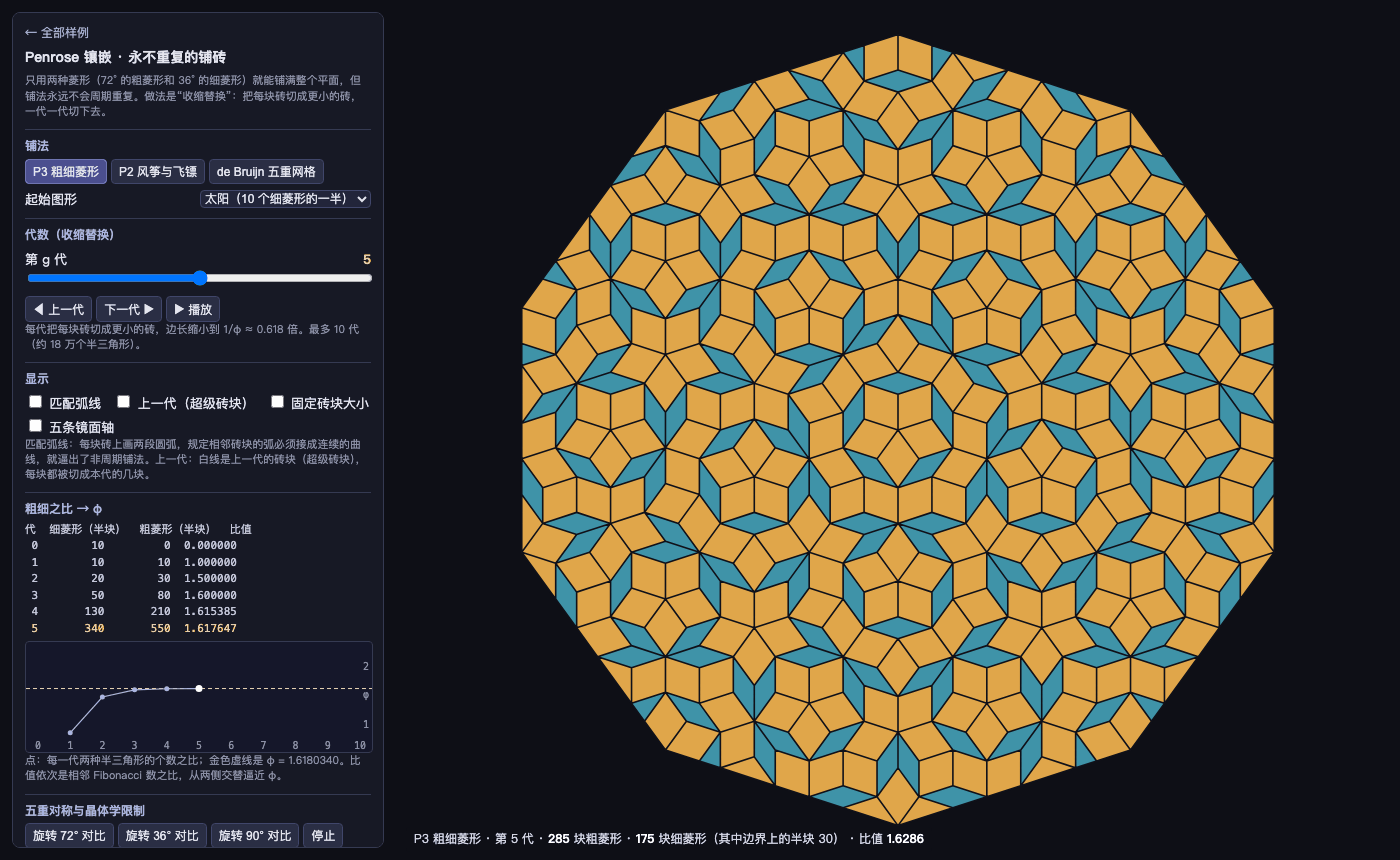 ← 全部样例
Penrose 镶嵌 · 永不重复的铺砖
只用两种菱形（72° 的粗菱形和 36° 的细菱形）就能铺满整个平面，但
铺法永远不会周期重复。做法是“收缩替换”：把每块砖切成更小的砖，
一代一代切下去。
铺法
P3 粗细菱形 P2 风筝与飞镖 de Bruijn 五重网格
起始图形 太阳（10 个细菱形的一半）
代数（收缩替换）
第 g 代 5
◀ 上一代 下一代 ▶ ▶ 播放
每代把每块砖切成更小的砖，边长缩小到 1/φ ≈ 0.618 倍。最多 10 代
（约 18 万个半三角形）。
显示
匹配弧线 上一代（超级砖块） 固定砖块大小
五条镜面轴
匹配弧线：每块砖上画两段圆弧，规定相邻砖块的弧必须接成连续的曲
线，就逼出了非周期铺法。上一代：白线是上一代的砖块（超级砖块），
每块都被切成本代的几块。
粗细之比 → φ
代 细菱形（半块） 粗菱形（半块） 比值
0 10 0 0.000000
1 10 10 1.000000
2 20 30 1.500000
3 50 80 1.600000
4 130 210 1.615385
5 340 550 1.617647
2
φ
1
0 1 2 3 4 5 6 7 8 9 10
点：每一代两种半三角形的个数之比；金色虚线是 φ = 1.6180340。比
值依次是相邻 Fibonacci 数之比，从两侧交替逼近 φ。
五重对称与晶体学限制
旋转 72° 对比 旋转 36° 对比 旋转 90° 对比 停止
P3 粗细菱形 · 第 5 代 · 285 块粗菱形 · 175 块细菱形（其中边界上的半块 30） · 比值 1.6286